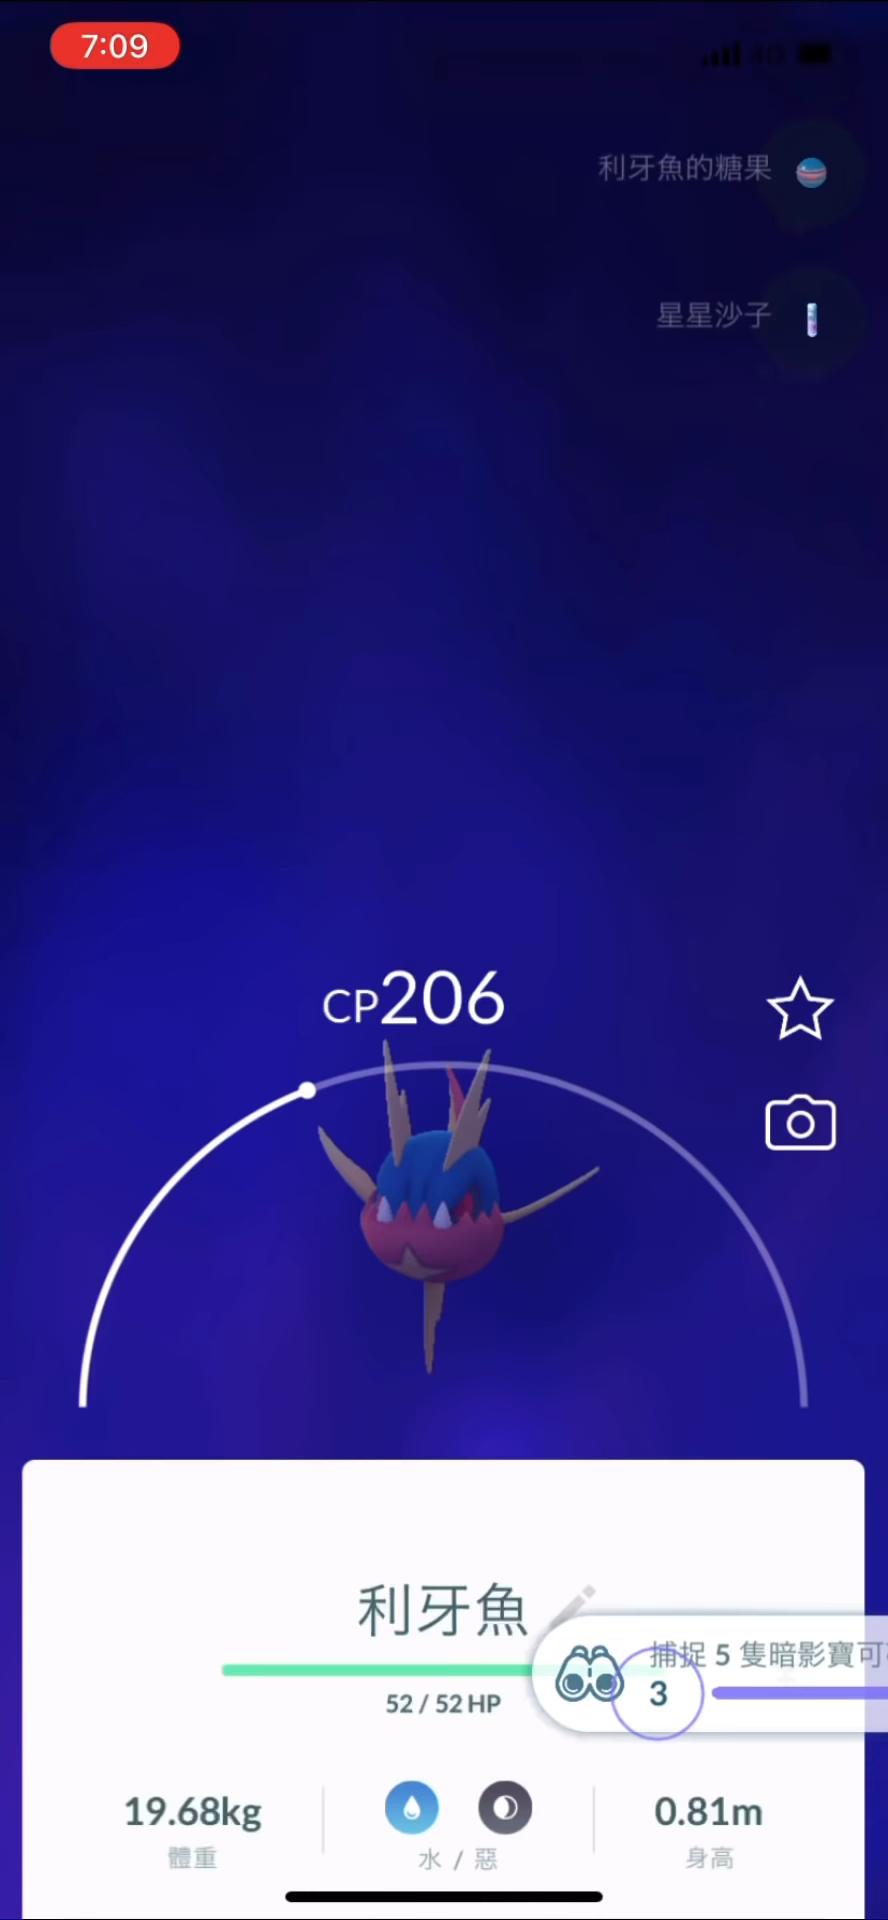 7:09
利牙魚的糖果
星星沙子
CP206
利牙魚
捕捉 5 隻暗影寶可
3
52 / 52 HP
19.68kg
水 / 惡
0.81m
體重
身高